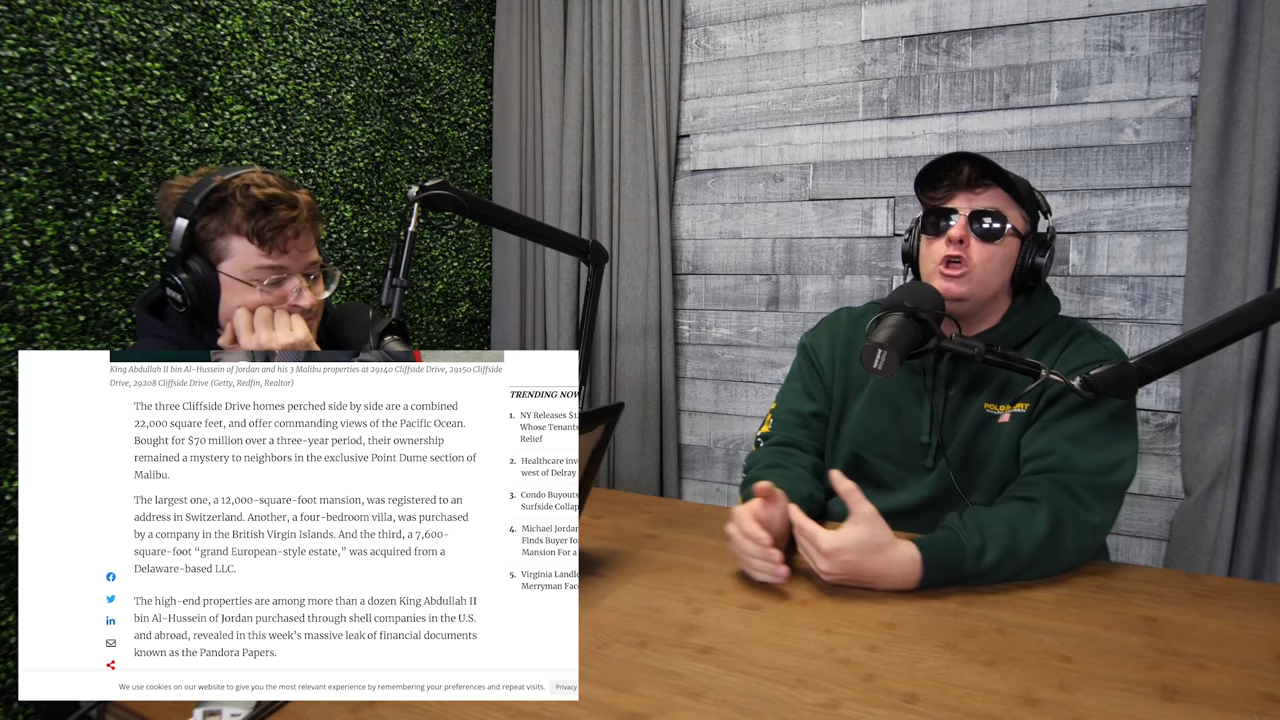 King Abdullah II bin Al-Hussein of Jordan and his 3 Malibu properties at 29140 Cliffside Drive, 29150 Cliffside
Drive, 29208 Cliffside Drive (Getty, Redfin, Realtor)
The three Cliffside Drive homes perched side by side are a combined
22,000 square feet, and offer commanding views of the Pacific Ocean.
Bought for $70 million over a three-year period, their ownership
remained a mystery to neighbors in the exclusive Point Dume section of
Malibu.
The largest one, a 12,000-square-foot mansion, was registered to an
address in Switzerland. Another, a four-bedroom villa, was purchased
by a company in the British Virgin Islands. And the third, a 7,600-
square-foot “grand European-style estate,” was acquired from a
Delaware-based LLC.
The high-end properties are among more than a dozen King Abdullah II
bin Al-Hussein of Jordan purchased through shell companies in the U.S.
and abroad, revealed in this week’s massive leak of financial documents
known as the Pandora Papers.
We use cookies on our website to give you the most relevant experience by remembering your preferences and repeat visits.
Privacy
TRENDING NOW
1. NY Releases $1
Whose Tenants
Relief
2. Healthcare inv
west of Delray
3. Condo Buyouts
Surfside Collap
4. Michael Jordan
Finds Buyer fo
Mansion For a
5. Virginia Landl
Merryman Fac
POLO SPORT